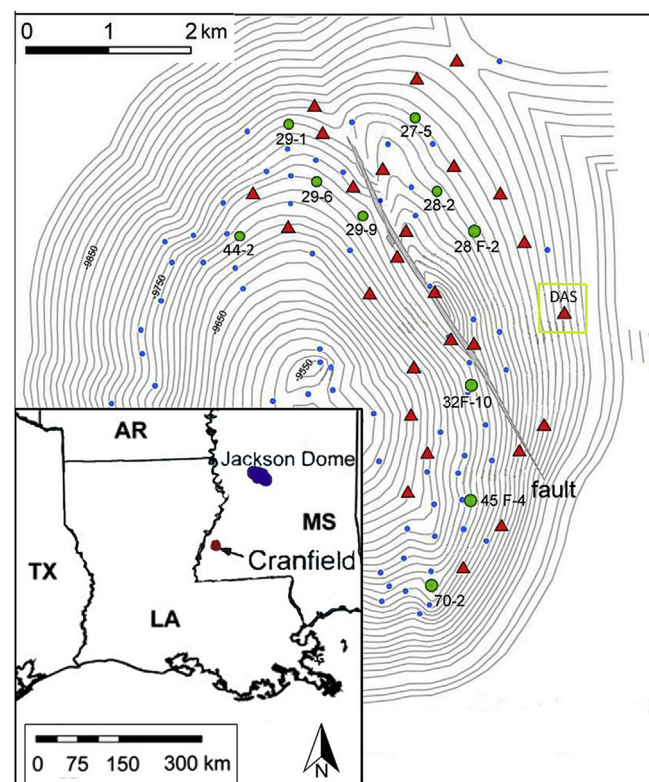 0 1 2 km
27-5
29-1
29-6
28-2
29-9
28 F-2
44-2
-9850
-9750
DAS
-9650
-9550
32F-10
fault
45 F-4
70-2
AR
Jackson Dome
MS
Cranfield
TX
LA
0 75 150 300 km
N